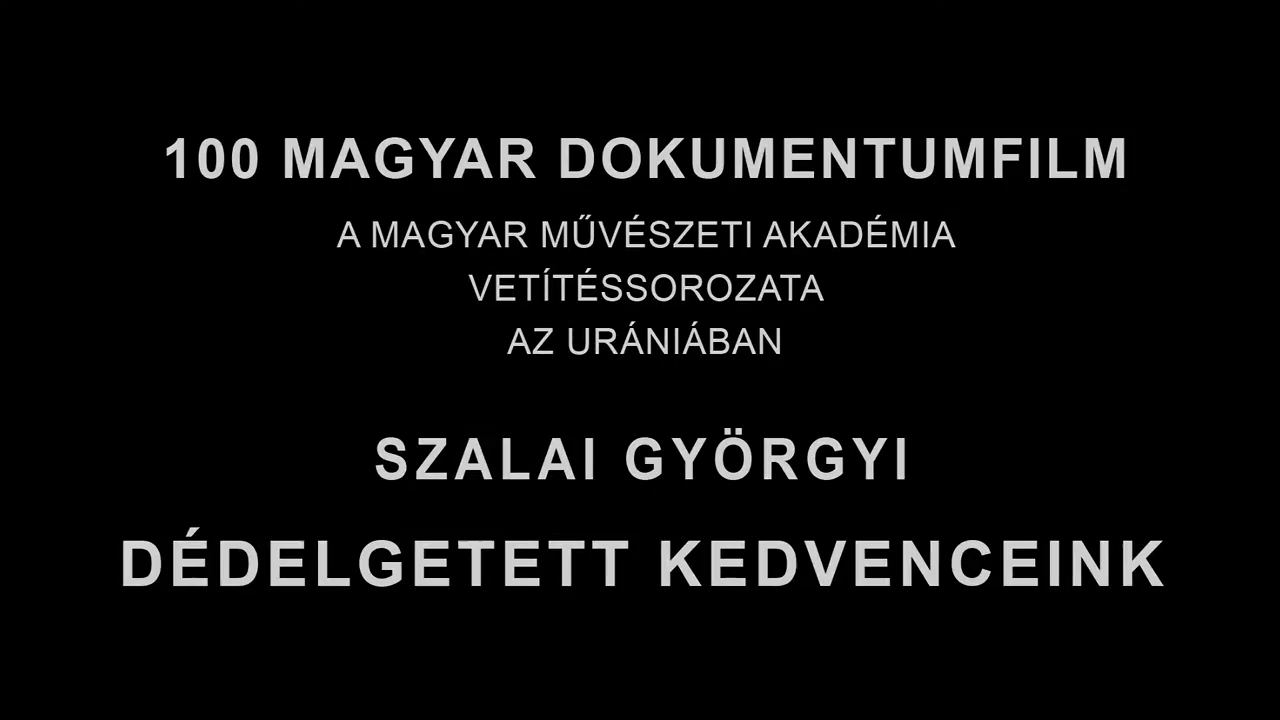 100 MAGYAR DOKUMENTUMFILM
A MAGYAR MŰVÉSZETI AKADÉMIA
VETÍTÉSSOROZATA
AZ URÁNIÁBAN
SZALAI GYÖRGYI
DÉDELGETETT KEDVENCEINK